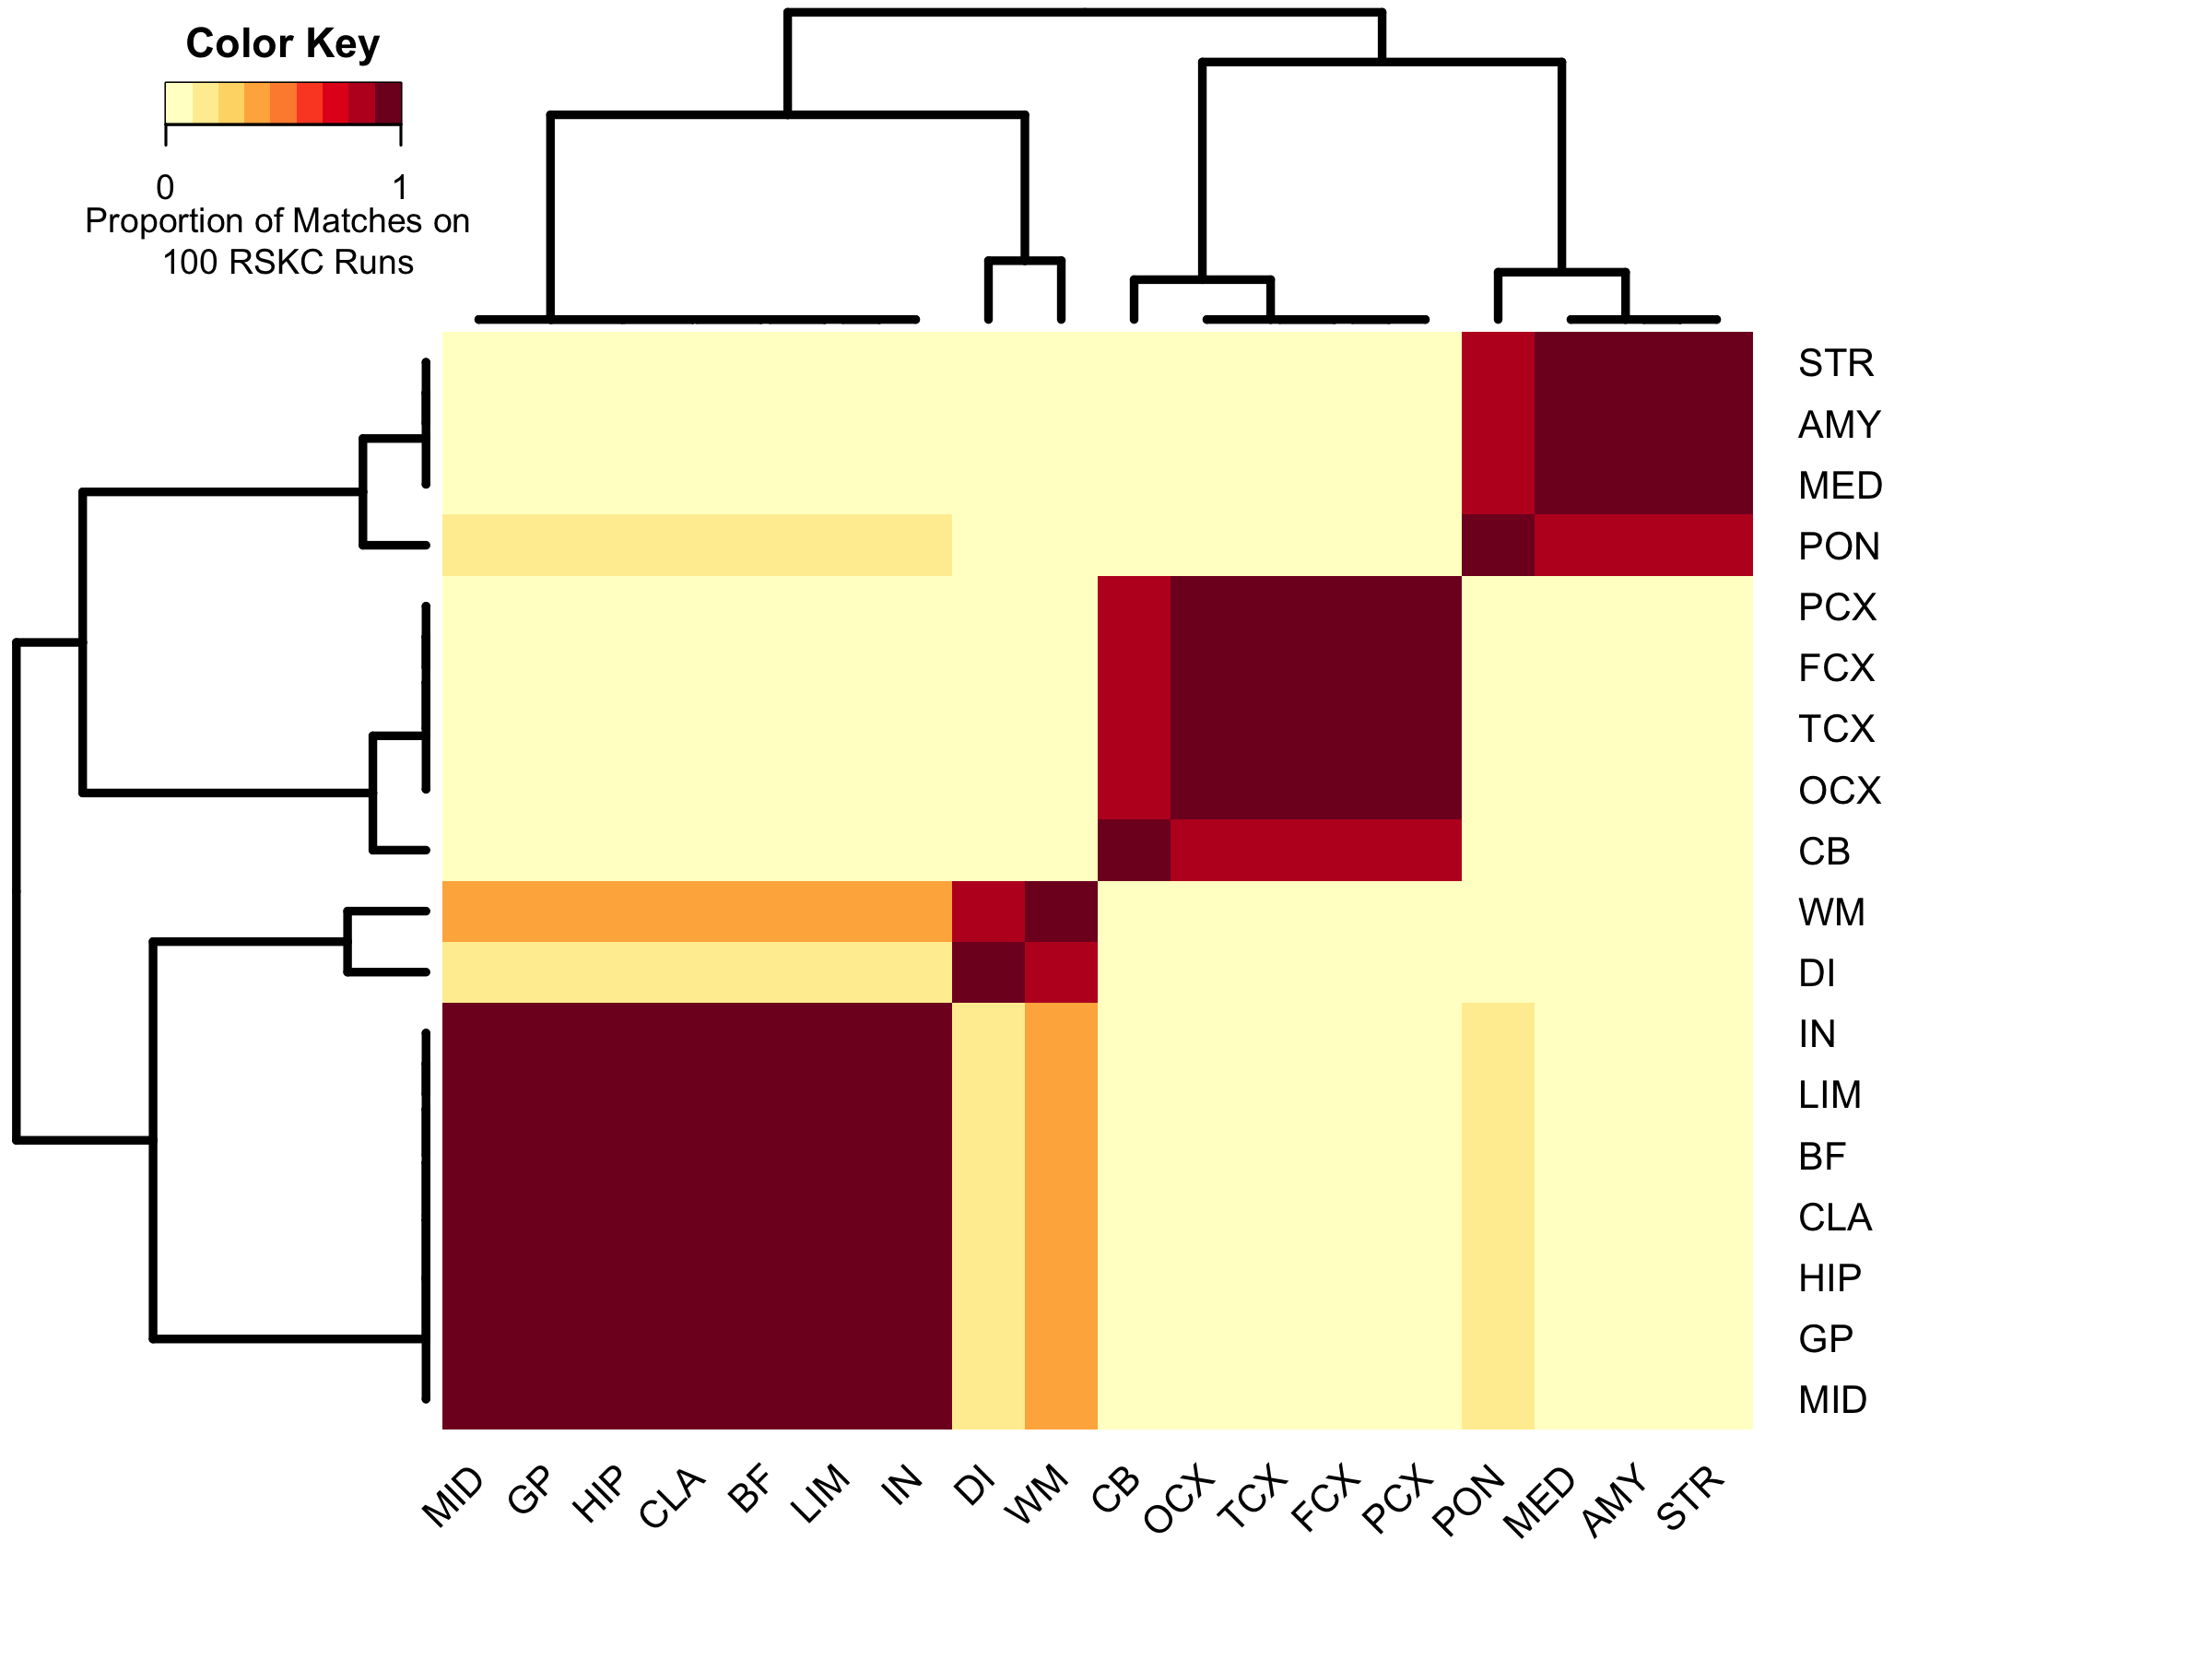 Color Key
0 1
Proportion of Matches on
100 RSKC Runs
STR
AMY
MED
PON
PCX
FCX
TCX
OCX
CB
WM
DI
IN
LIM
BF
CLA
HIP
GP
MID
MID GP HIP CLA BF LIM IN DI WM CB OCX TCX FCX PCX PON MED AMY STR